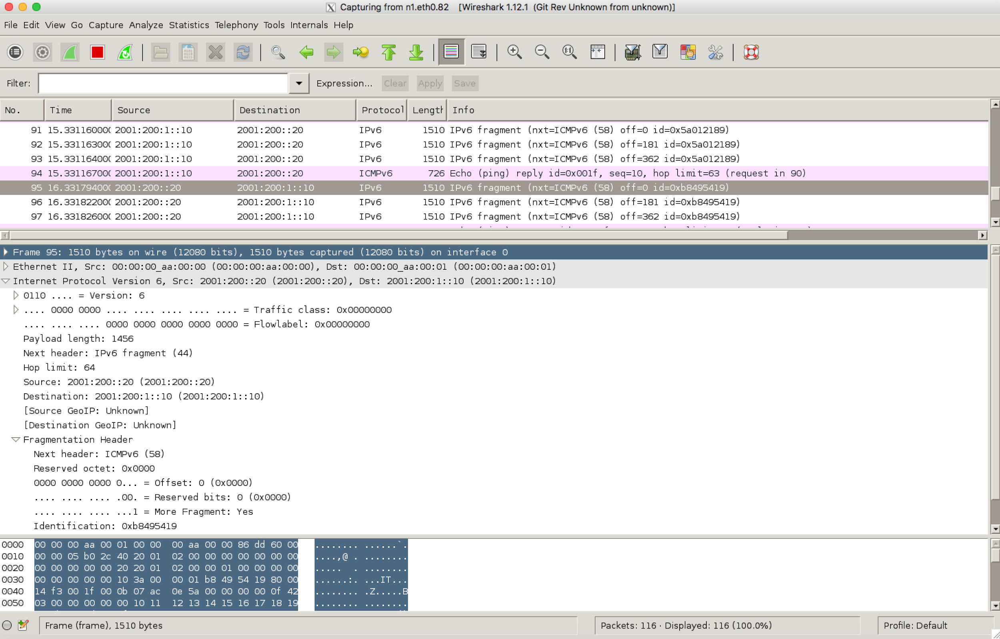 Capturing from n1.eth0.82 [Wireshark 1.12.1 (Git Rev Unknown from unknown)]
File Edit View Go Capture Analyze Statistics Telephony Tools Internals Help
Filter: Expression... Clear Apply Save
No. Time Source Destination Protocol Length Info
91 15.331160000 2001:200:1::10 2001:200::20 IPv6 1510 IPv6 fragment (nxt=ICMPv6 (58) off=0 id=0x5a012189)
92 15.331163000 2001:200:1::10 2001:200::20 IPv6 1510 IPv6 fragment (nxt=ICMPv6 (58) off=181 id=0x5a012189)
93 15.331164000 2001:200:1::10 2001:200::20 IPv6 1510 IPv6 fragment (nxt=ICMPv6 (58) off=362 id=0x5a012189)
94 15.331167000 2001:200:1::10 2001:200::20 ICMPv6 726 Echo (ping) reply id=0x001f, seq=10, hop limit=63 (request in 90)
95 16.331794000 2001:200::20 2001:200:1::10 IPv6 1510 IPv6 fragment (nxt=ICMPv6 (58) off=0 id=0xb8495419)
96 16.331822000 2001:200::20 2001:200:1::10 IPv6 1510 IPv6 fragment (nxt=ICMPv6 (58) off=181 id=0xb8495419)
97 16.331826000 2001:200::20 2001:200:1::10 IPv6 1510 IPv6 fragment (nxt=ICMPv6 (58) off=362 id=0xb8495419)
Frame 95: 1510 bytes on wire (12080 bits), 1510 bytes captured (12080 bits) on interface 0
Ethernet II, Src: 00:00:00_aa:00:00 (00:00:00:aa:00:00), Dst: 00:00:00_aa:00:01 (00:00:00:aa:00:01)
Internet Protocol Version 6, Src: 2001:200::20 (2001:200::20), Dst: 2001:200:1::10 (2001:200:1::10)
0110 .... = Version: 6
.... 0000 0000 .... .... .... .... .... = Traffic class: 0x00000000
.... .... .... 0000 0000 0000 0000 0000 = Flowlabel: 0x00000000
Payload length: 1456
Next header: IPv6 fragment (44)
Hop limit: 64
Source: 2001:200::20 (2001:200::20)
Destination: 2001:200:1::10 (2001:200:1::10)
[Source GeoIP: Unknown]
[Destination GeoIP: Unknown]
Fragmentation Header
Next header: ICMPv6 (58)
Reserved octet: 0x0000
0000 0000 0000 0... = Offset: 0 (0x0000)
.... .... .... .00. = Reserved bits: 0 (0x0000)
.... .... .... ...1 = More Fragment: Yes
Identification: 0xb8495419
0000 00 00 00 aa 00 01 00 00 00 aa 00 00 86 dd 60 00 ........ ......`.
0010 00 00 05 b0 2c 40 20 01 02 00 00 00 00 00 00 00 ....,@ . ........
0020 00 00 00 00 00 20 20 01 02 00 00 01 00 00 00 00 .....  . ........
0030 00 00 00 00 00 10 3a 00 00 01 b8 49 54 19 80 00 ......:. ...IT...
0040 14 f3 00 1f 00 0b 07 ac 0e 5a 00 00 00 00 0f 42 ........ .Z.....B
0050 03 00 00 00 00 00 10 11 12 13 14 15 16 17 18 19 ........ ........
Frame (frame), 1510 bytes
Packets: 116 · Displayed: 116 (100.0%)
Profile: Default